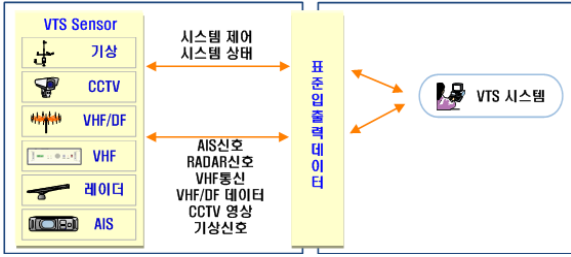 VTS Sensor
기상
CCTV
VHF/DF
VHF
레이더
AIS
시스템 제어
시스템 상태
AIS신호
RADAR신호
VHF통신
VHF/DF 데이터
CCTV 영상
기상신호
표
준
입
출
력
데
이
터
VTS 시스템